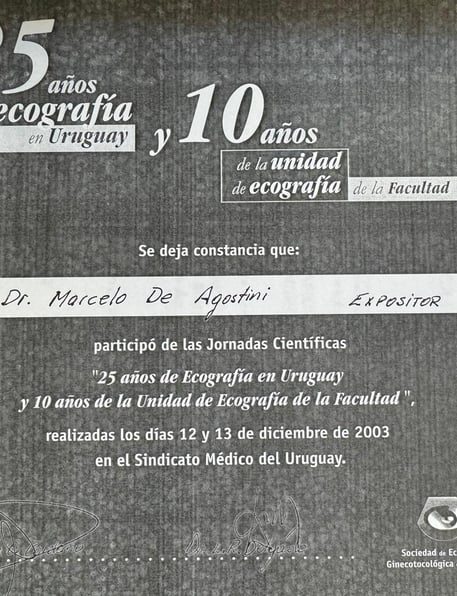 25 años
ecografía
en Uruguay
y 10 años
de la unidad
de ecografía de la Facultad
Se deja constancia que:
Dr. Marcelo De Agostini EXPOSITOR
participó de las Jornadas Científicas
"25 años de Ecografía en Uruguay
y 10 años de la Unidad de Ecografía de la Facultad ",
realizadas los días 12 y 13 de diciembre de 2003
en el Sindicato Médico del Uruguay.
Sociedad de
Ginecotocológica